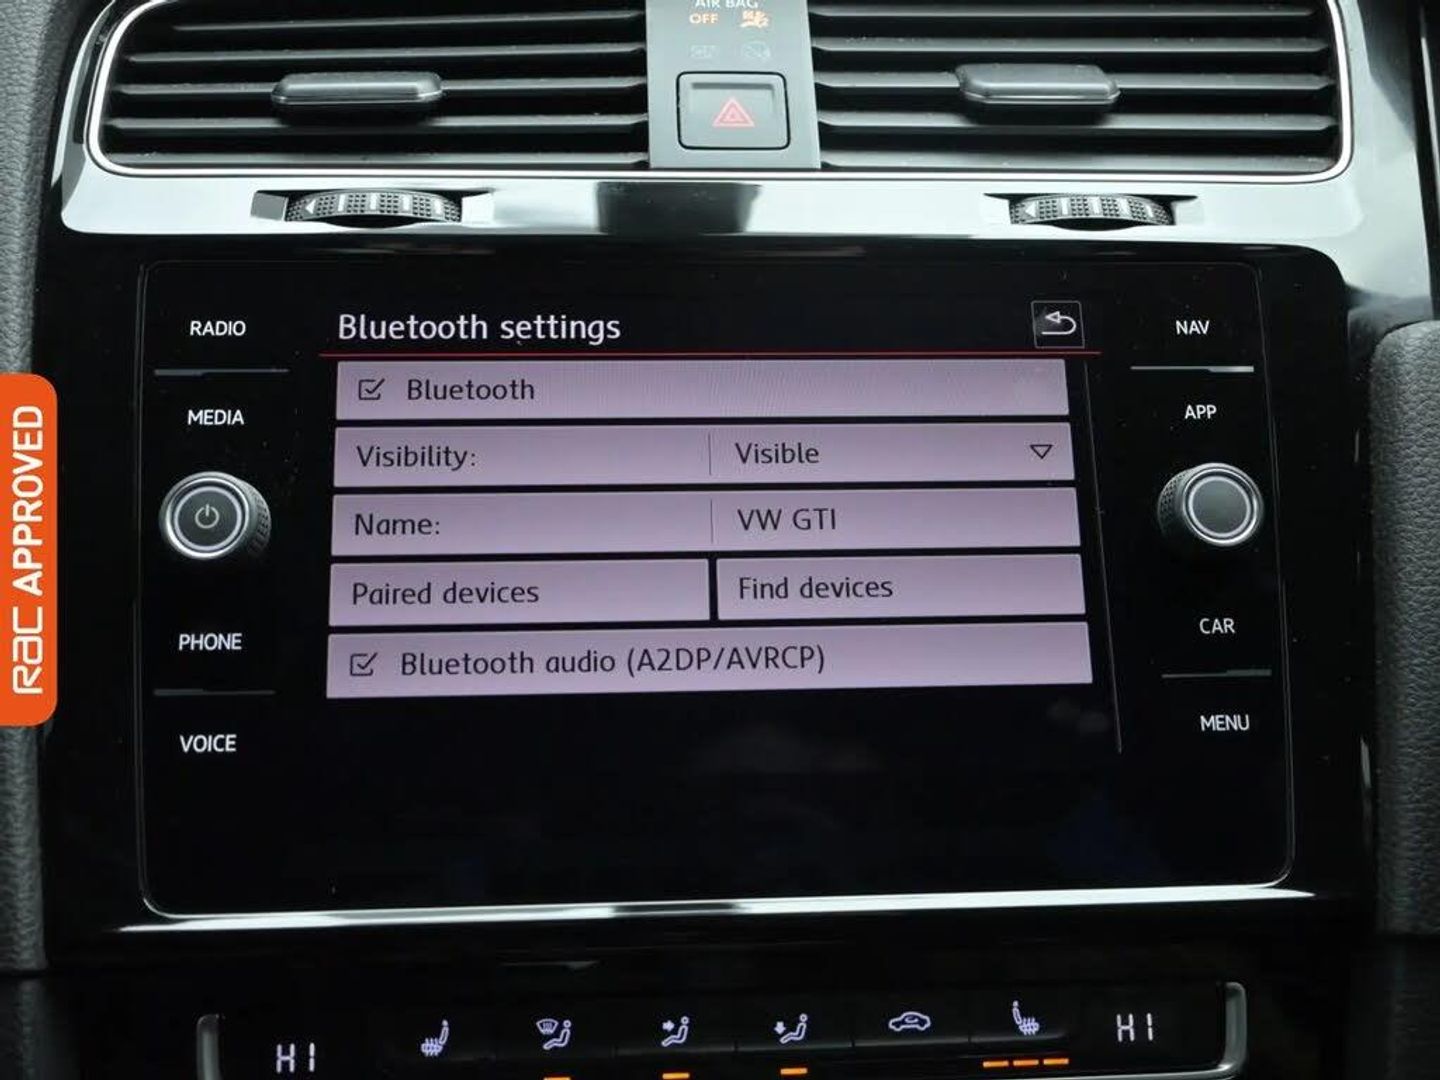 AIR BAG
OFF
RADIO
MEDIA
PHONE
VOICE
Bluetooth settings
Bluetooth
Visibility: Visible
Name: VW GTI
Paired devices Find devices
Bluetooth audio (A2DP/AVRCP)
NAV
APP
CAR
MENU
RAC APPROVED
HI
HI